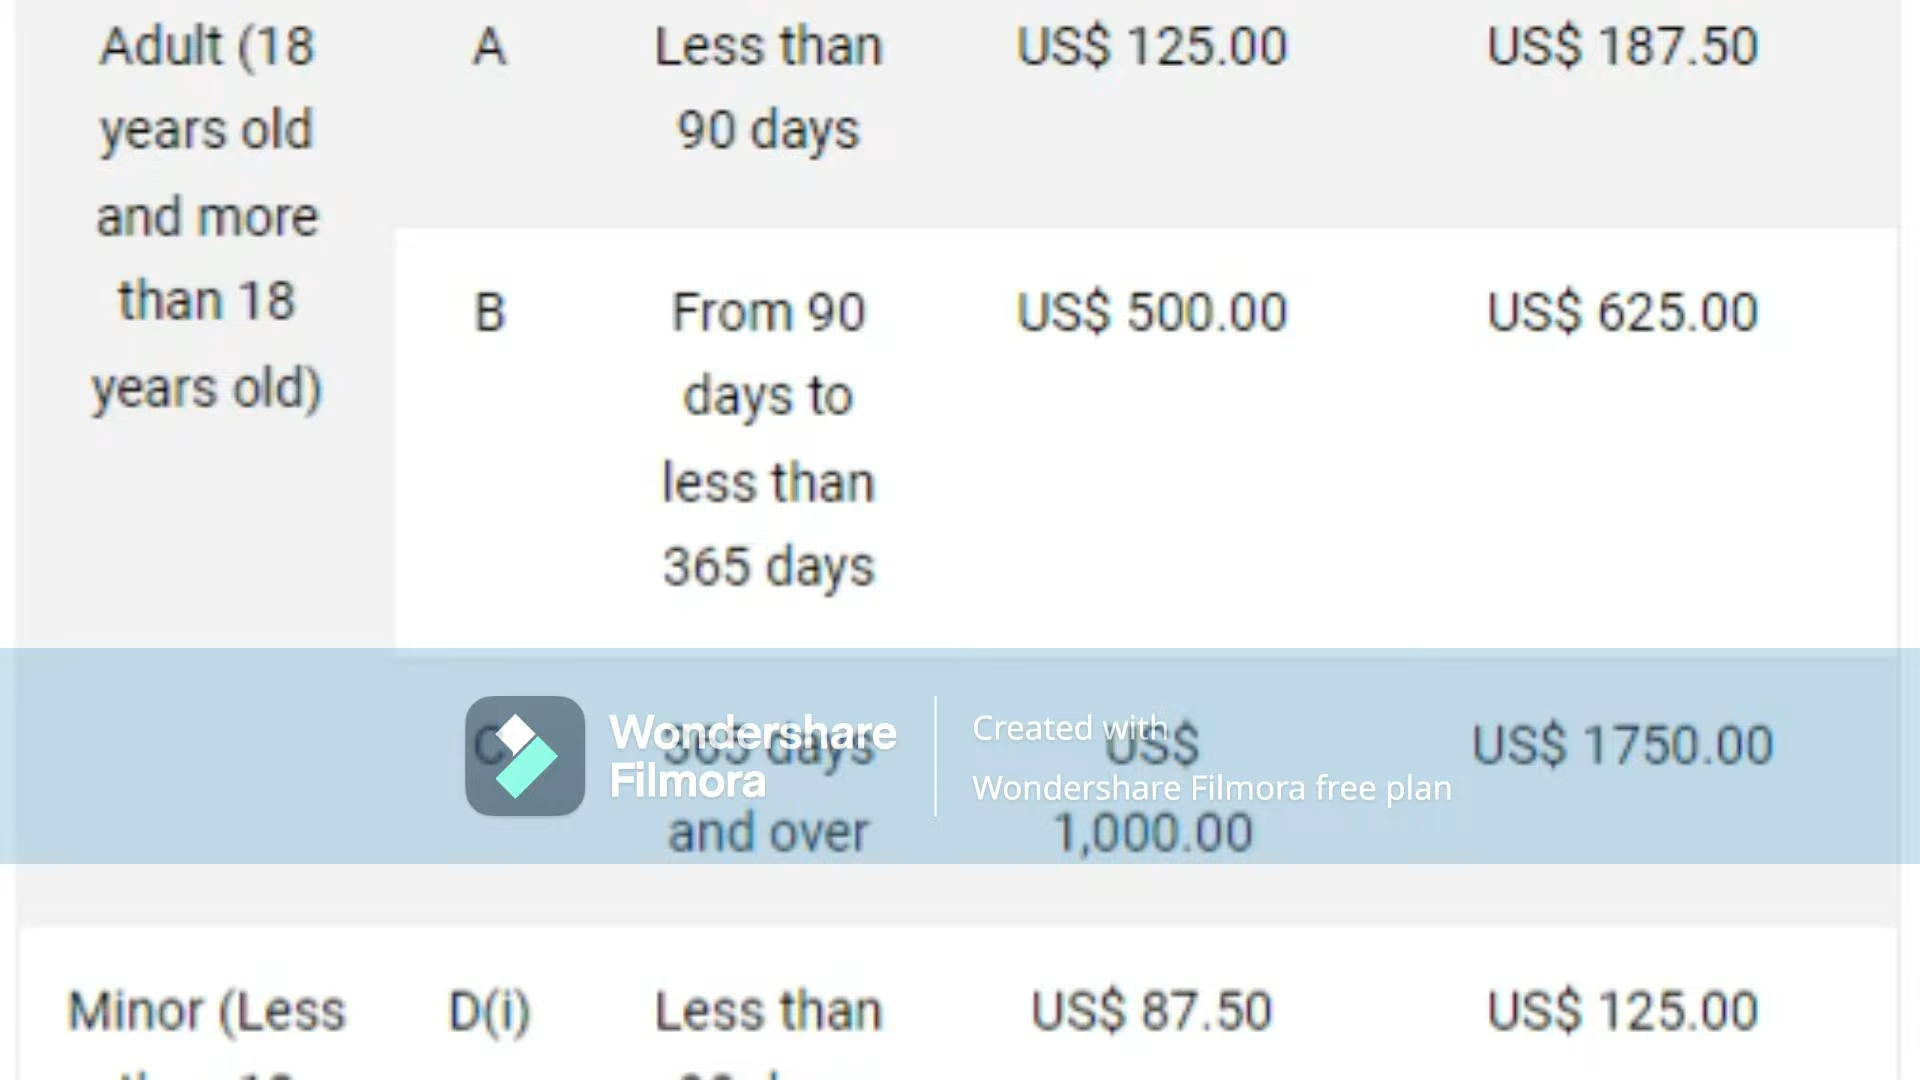 Adult (18
years old
and more
than 18
years old)
A
Less than
90 days
US$ 125.00
US$ 187.50
B
From 90
days to
less than
365 days
US$ 500.00
US$ 625.00
C
365 days
and over
US$
1,000.00
US$ 1750.00
Wondershare
Filmora
Created with
Wondershare Filmora free plan
Minor (Less
D(i)
Less than
US$ 87.50
US$ 125.00